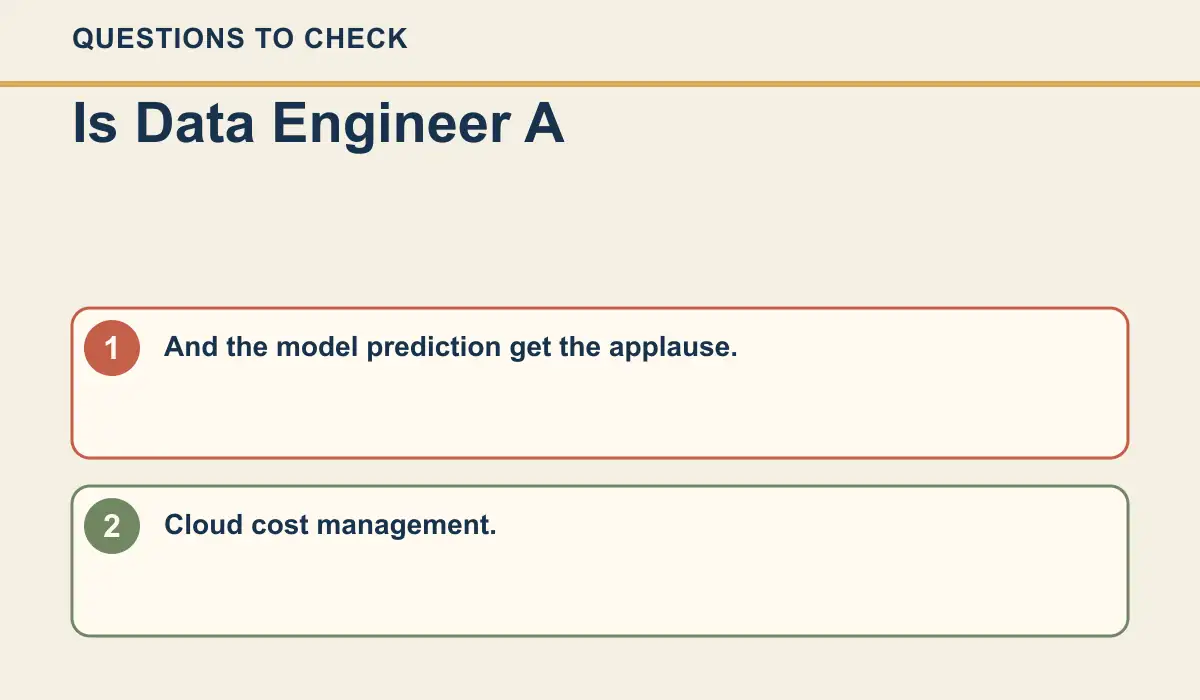 QUESTIONS TO CHECK
Is Data Engineer A
1 And the model prediction get the applause.
2 Cloud cost management.